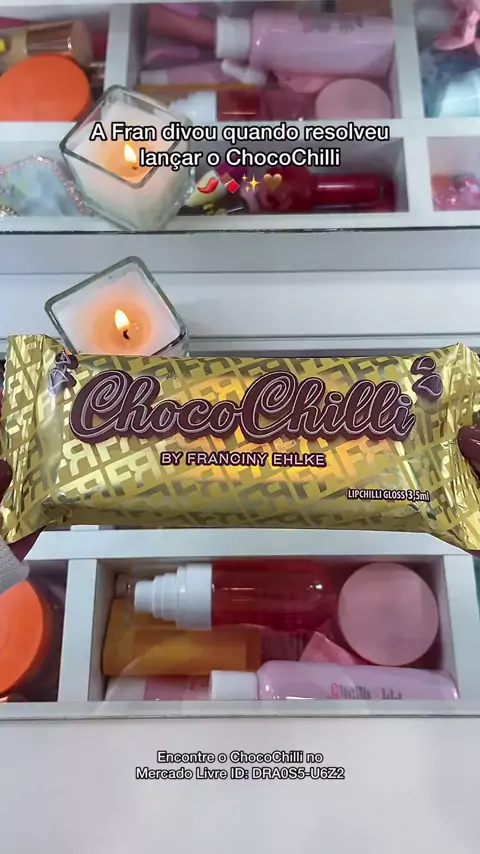 A Fran divou quando resolveu
lançar o ChocoChilli
🌶️🍫✨🤎
ChocoChilli
BY FRANCINY EHLKE
LIPCHILLI GLOSS 3,5ml
Encontre o ChocoChilli no
Mercado Livre ID: DRA0S5-U6Z2